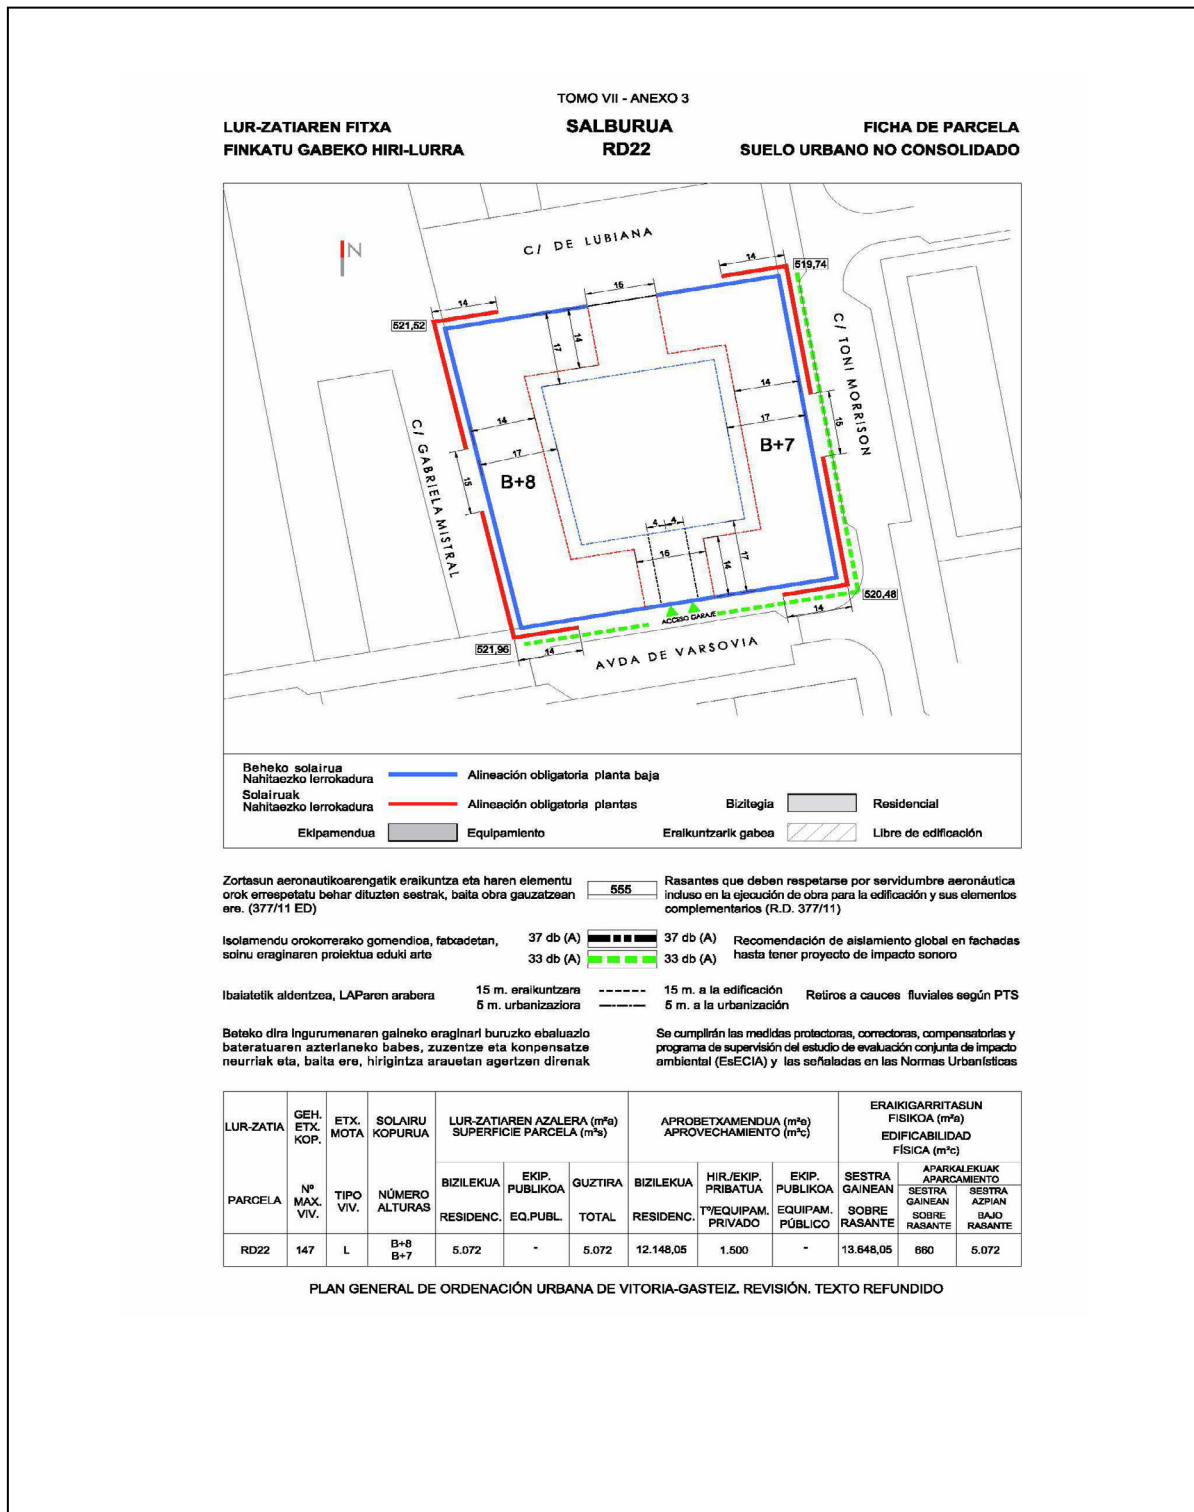 TOMO VII - ANEXO 3
LUR-ZATIAREN FITXA SALBURUA FICHA DE PARCELA
FINKATU GABEKO HIRI-LURRA RD22 SUELO URBANO NO CONSOLIDADO
N
C/ DE LUBIANA
14
519,74
15
14
521,52
14
17
C/ TONI MORRISON
14
14
17
17
15
B+7
C/ GABRIELA MISTRAL
15
B+8
4 4
16
14
17
ACCESO GARAJE
520,48
14
521,96
14
AVDA DE VARSOVIA
Beheko solairua
Nahitaezko lerrokadura Alineación obligatoria planta baja
Solairuak
Nahitaezko lerrokadura Alineación obligatoria plantas Bizitegia Residencial
Ekipamendua Equipamiento Eraikuntzarik gabea Libre de edificación
Zortasun aeronautikoarengatik eraikuntza eta haren elementu
orok errespetatu behar dituzten sestrak, baita obra gauzatzean
ere. (377/11 ED)
555
Rasantes que deben respetarse por servidumbre aeronáutica
incluso en la ejecución de obra para la edificación y sus elementos
complementarios (R.D. 377/11)
Isolamendu orokorrerako gomendioa, fatxadetan,
soinu eraginaren proiektua eduki arte
37 db (A) 37 db (A)
33 db (A) 33 db (A)
Recomendación de aislamiento global en fachadas
hasta tener proyecto de impacto sonoro
Ibaiatetik aldentzea, LAParen arabera
15 m. eraikuntzara 15 m. a la edificación
5 m. urbanizaziora 5 m. a la urbanización
Retiros a cauces fluviales según PTS
Beteko dira ingurumenaren gaineko eraginari buruzko ebaluazio
bateratuaren azterlaneko babes, zuzentze eta konpensatze
neurriak eta, baita ere, hirigintza arauetan agertzen direnak
Se cumplirán las medidas protectoras, correctoras, compensatorias y
programa de supervisión del estudio de evaluación conjunta de impacto
ambiental (EsECIA) y las señaladas en las Normas Urbanísticas
LUR-ZATIA
GEH. ETX. KOP.
ETX. MOTA
SOLAIRU KOPURUA
LUR-ZATIAREN AZALERA (m²a)
SUPERFICIE PARCELA (m²s)
APROBETXAMENDUA (m²a)
APROVECHAMIENTO (m²c)
ERAIKIGARRITASUN
FISIKOA (m²a)
EDIFICABILIDAD
FÍSICA (m²c)
PARCELA
Nº MAX. VIV.
TIPO VIV.
NÚMERO ALTURAS
BIZILEKUA
RESIDENC.
EKIP. PUBLIKOA
EQ.PUBL.
GUZTIRA
TOTAL
BIZILEKUA
RESIDENC.
HIR./EKIP. PRIBATUA
Tº/EQUIPAM. PRIVADO
EKIP. PUBLIKOA
EQUIPAM. PÚBLICO
SESTRA GAINEAN
SOBRE RASANTE
APARKALEKUAK
APARCAMIENTO
SESTRA GAINEAN
SOBRE RASANTE
SESTRA AZPIAN
BAJO RASANTE
RD22 147 L B+8 B+7 5.072 - 5.072 12.148,05 1.500 - 13.648,05 660 5.072
PLAN GENERAL DE ORDENACIÓN URBANA DE VITORIA-GASTEIZ. REVISIÓN. TEXTO REFUNDIDO